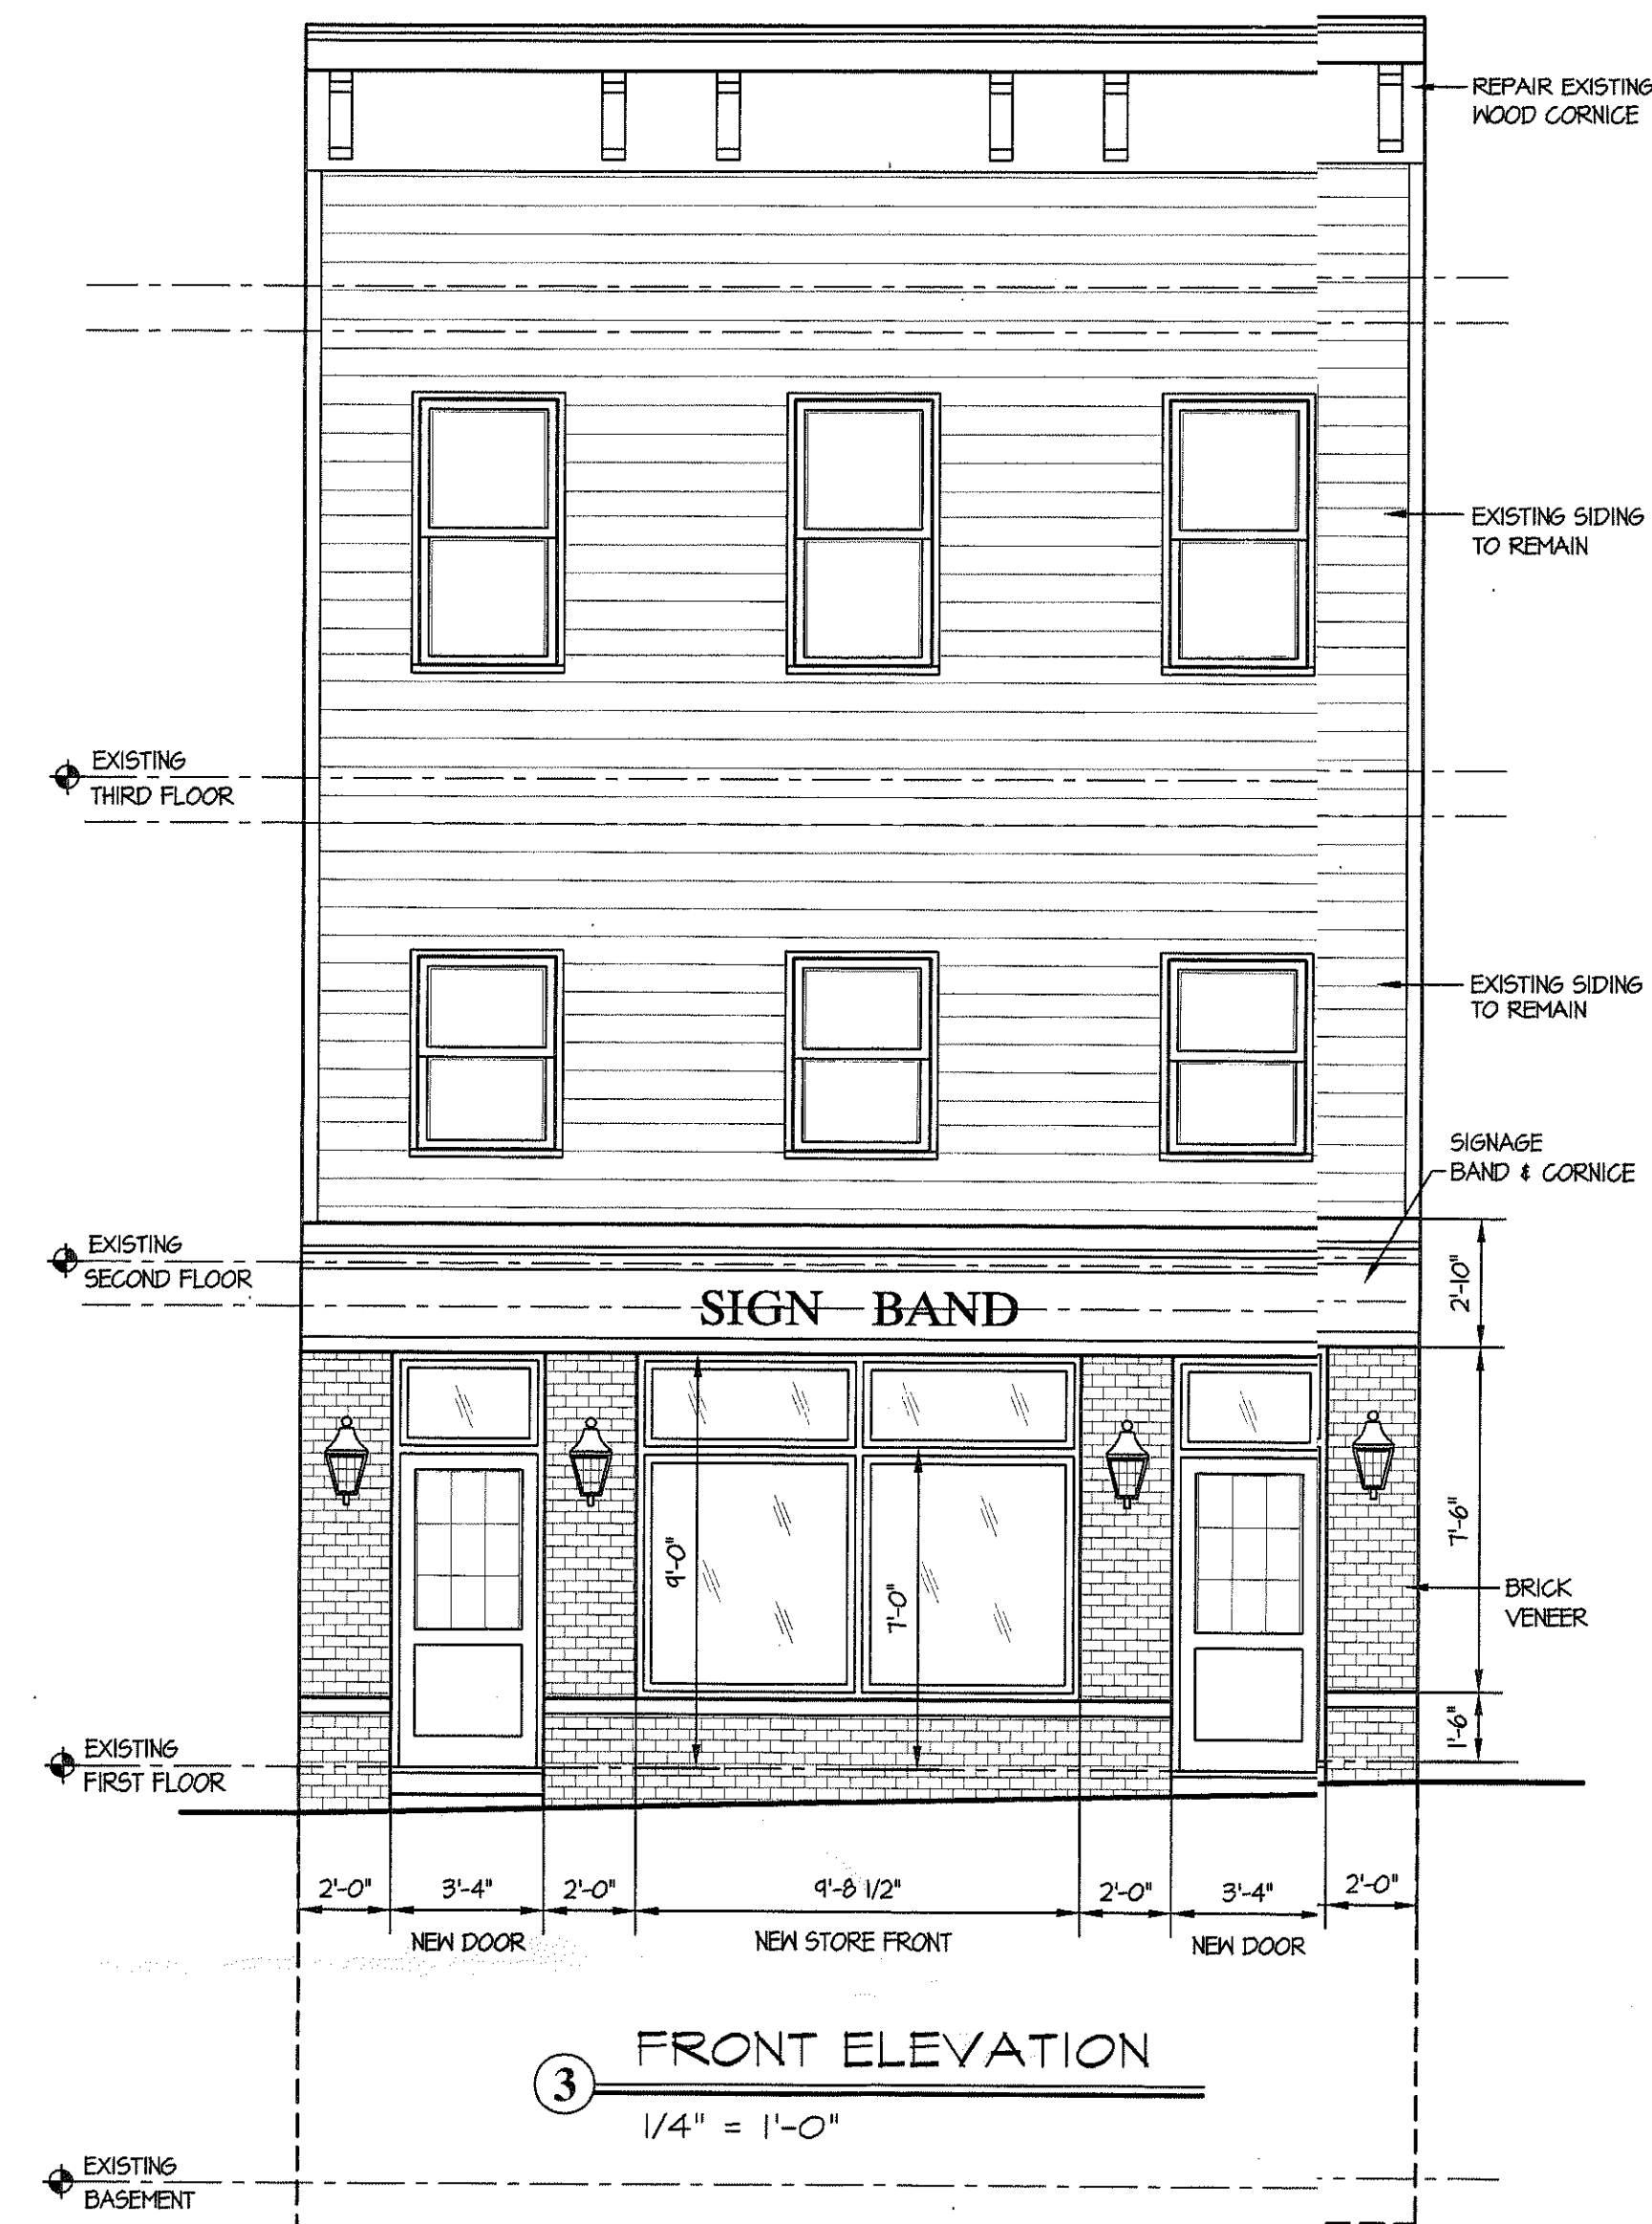 REPAIR EXISTING
WOOD CORNICE
EXISTING SIDING
TO REMAIN
EXISTING
THIRD FLOOR
EXISTING SIDING
TO REMAIN
SIGNAGE
BAND & CORNICE
EXISTING
SECOND FLOOR
2'-10"
SIGN BAND
9'-0"
7'-0"
7'-6"
BRICK
VENEER
1'-6"
EXISTING
FIRST FLOOR
2'-0" 3'-4" 2'-0" 9'-8 1/2" 2'-0" 3'-4" 2'-0"
NEW DOOR NEW STORE FRONT NEW DOOR
FRONT ELEVATION
3
1/4" = 1'-0"
EXISTING
BASEMENT